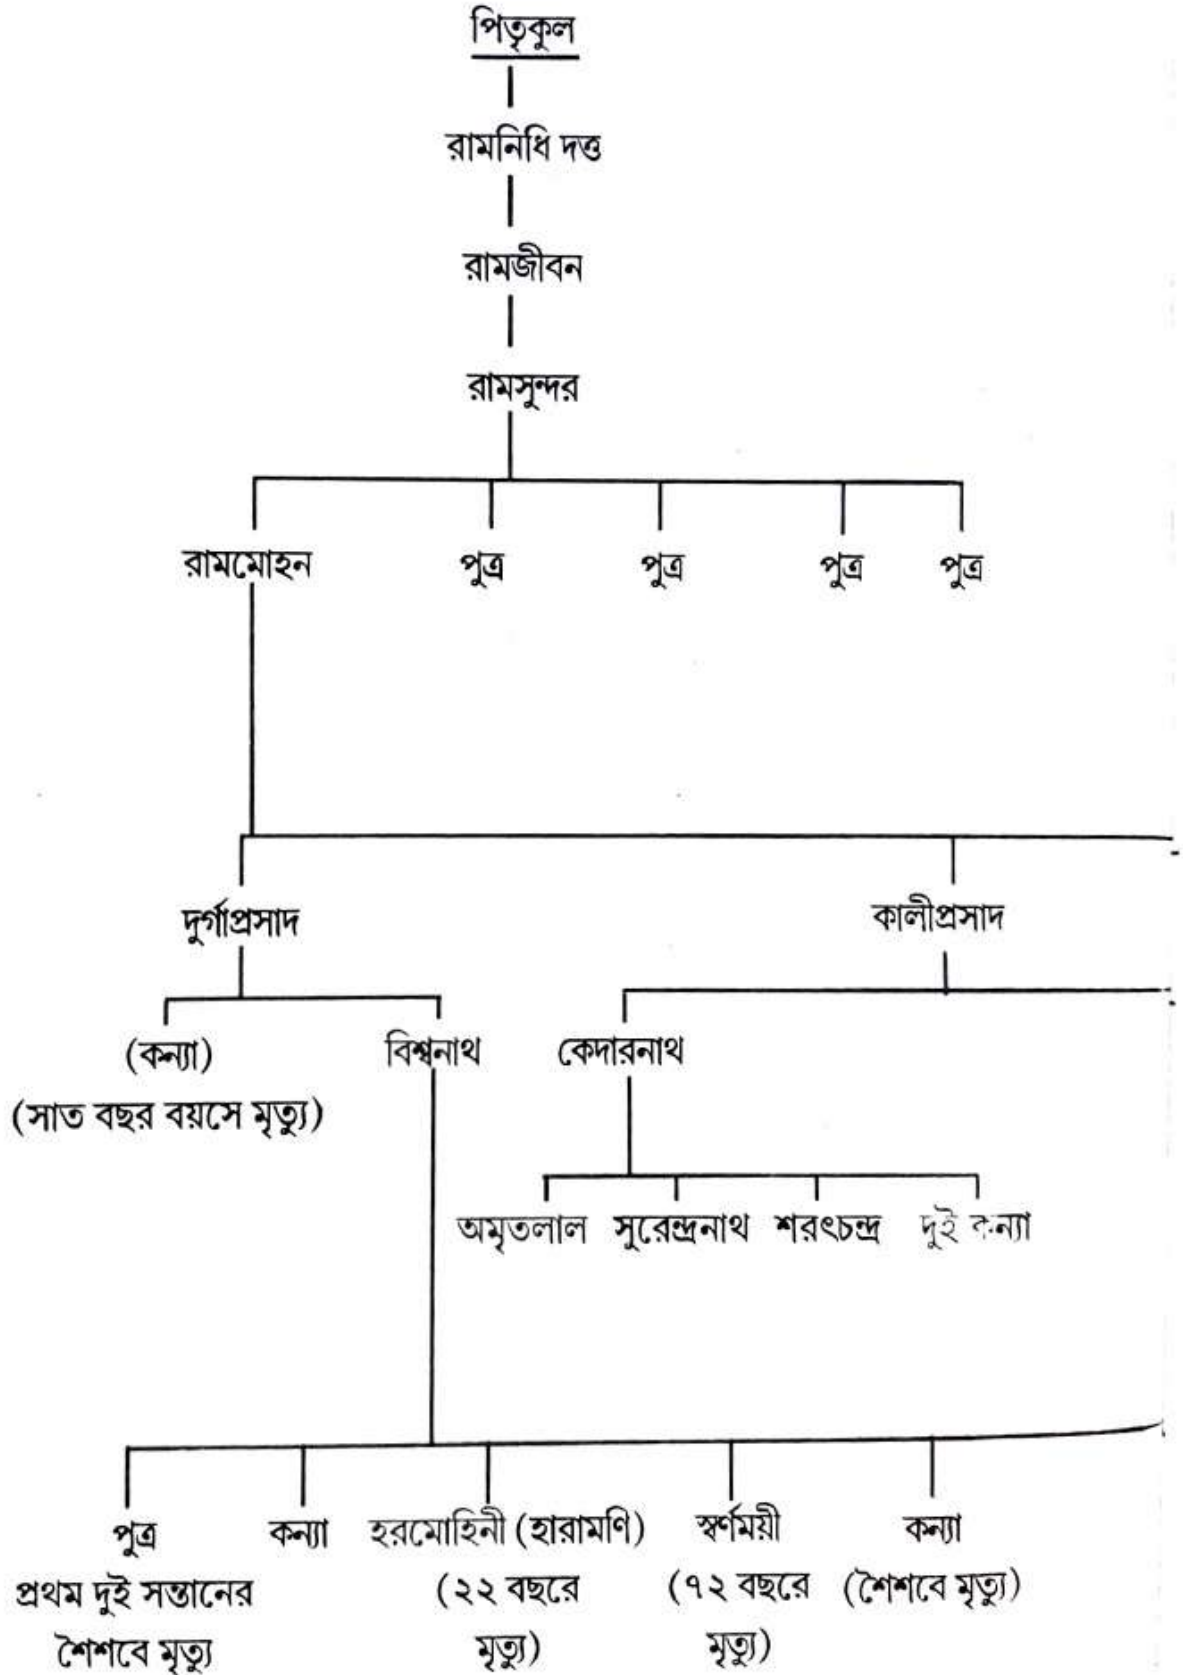 পিতৃকুল
রামনিধি দত্ত
রামজীবন
রামসুন্দর
রামমোহন পুত্র পুত্র পুত্র পুত্র
দুর্গাপ্রসাদ কালীপ্রসাদ
(কন্যা) বিশ্বনাথ কেদারনাথ
(সাত বছর বয়সে মৃত্যু)
অমৃতলাল সুরেন্দ্রনাথ শরৎচন্দ্র দুই কন্যা
পুত্র কন্যা হরমোহিনী (হারামণি) স্বর্ণময়ী কন্যা
প্রথম দুই সন্তানের (২২ বছরে (৭২ বছরে (শৈশবে মৃত্যু)
শৈশবে মৃত্যু মৃত্যু) মৃত্যু)